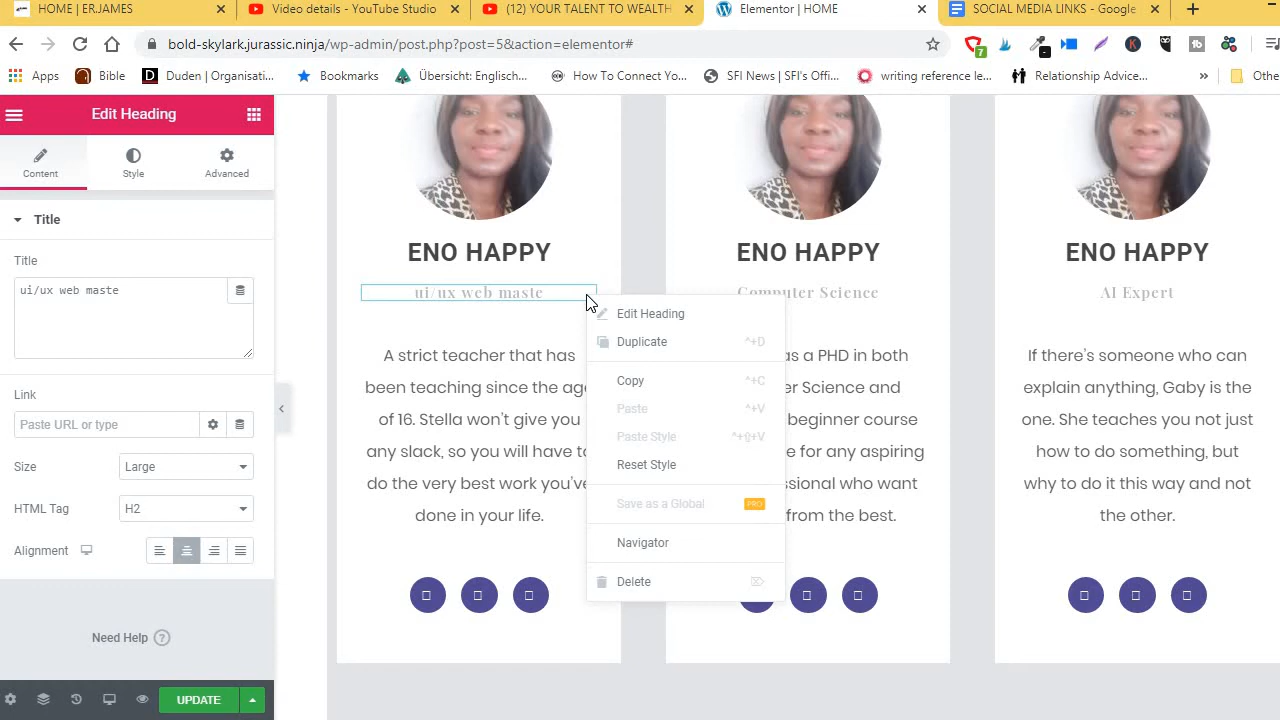 HOME | ERJAMES
Video details - YouTube Studio
(12) YOUR TALENT TO WEALTH
Elementor | HOME
SOCIAL MEDIA LINKS - Google
bold-skylark.jurassic.ninja/wp-admin/post.php?post=5&action=elementor#
7
Apps
Bible
Duden | Organisati...
Bookmarks
Übersicht: Englisch...
How To Connect You...
SFI News | SFI's Offi...
writing reference le...
Relationship Advice...
»
Othe
Edit Heading
Content
Style
Advanced
Title
Title
ui/ux web maste
Link
Paste URL or type
Size
Large
HTML Tag
H2
Alignment
Need Help ?
UPDATE
ENO HAPPY
ui/ux web maste
A strict teacher that has
been teaching since the age
of 16. Stella won't give you
any slack, so you will have to
do the very best work you've
done in your life.
Edit Heading
Duplicate ^+D
Copy ^+C
Paste ^+V
Paste Style ^+⇧+V
Reset Style
Save as a Global PRO
Navigator
Delete ⌦
ENO HAPPY
Computer Science
as a PHD in both
er Science and
beginner course
e for any aspiring
ssional who want
from the best.
ENO HAPPY
AI Expert
If there's someone who can
explain anything, Gaby is the
one. She teaches you not just
how to do something, but
why to do it this way and not
the other.